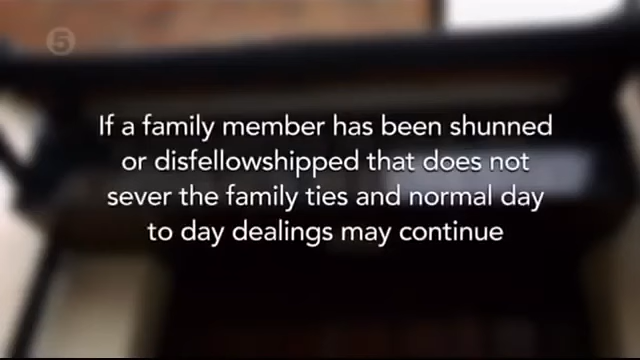 5
If a family member has been shunned
or disfellowshipped that does not
sever the family ties and normal day
to day dealings may continue